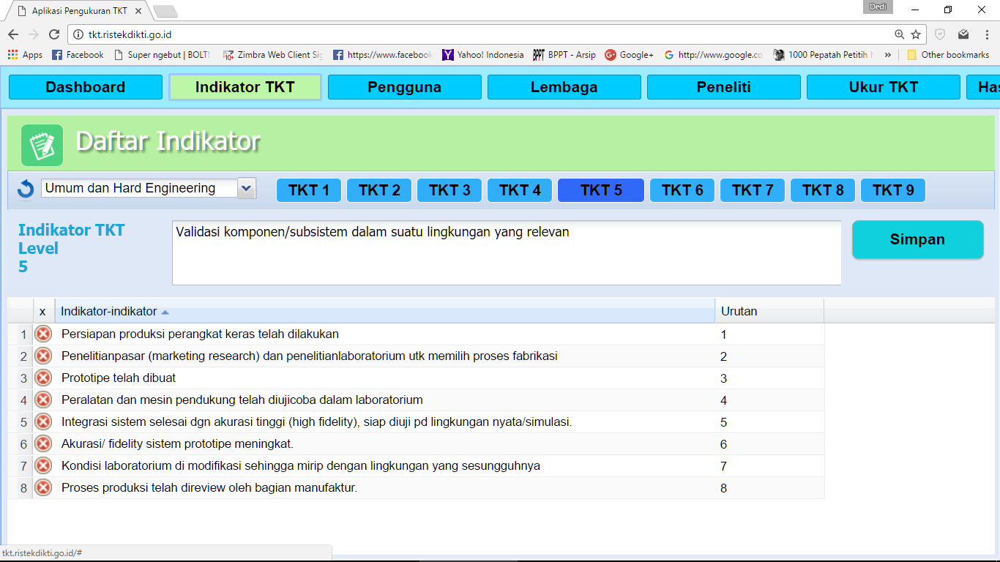 Aplikasi Pengukuran TKT
Dedi
tkt.ristekdikti.go.id
Apps Facebook Super ngebut | BOLT! Zimbra Web Client Sig https://www.facebook Yahoo! Indonesia BPPT - Arsip Google+ http://www.google.co 1000 Pepatah Petitih » Other bookmarks
Dashboard Indikator TKT Pengguna Lembaga Peneliti Ukur TKT Has
Daftar Indikator
Umum dan Hard Engineering TKT 1 TKT 2 TKT 3 TKT 4 TKT 5 TKT 6 TKT 7 TKT 8 TKT 9
Indikator TKT
Level
5
Validasi komponen/subsistem dalam suatu lingkungan yang relevan
Simpan
x Indikator-indikator Urutan
1 Persiapan produksi perangkat keras telah dilakukan 1
2 Penelitianpasar (marketing research) dan penelitianlaboratorium utk memilih proses fabrikasi 2
3 Prototipe telah dibuat 3
4 Peralatan dan mesin pendukung telah diujicoba dalam laboratorium 4
5 Integrasi sistem selesai dgn akurasi tinggi (high fidelity), siap diuji pd lingkungan nyata/simulasi. 5
6 Akurasi/ fidelity sistem prototipe meningkat. 6
7 Kondisi laboratorium di modifikasi sehingga mirip dengan lingkungan yang sesungguhnya 7
8 Proses produksi telah direview oleh bagian manufaktur. 8
tkt.ristekdikti.go.id/#